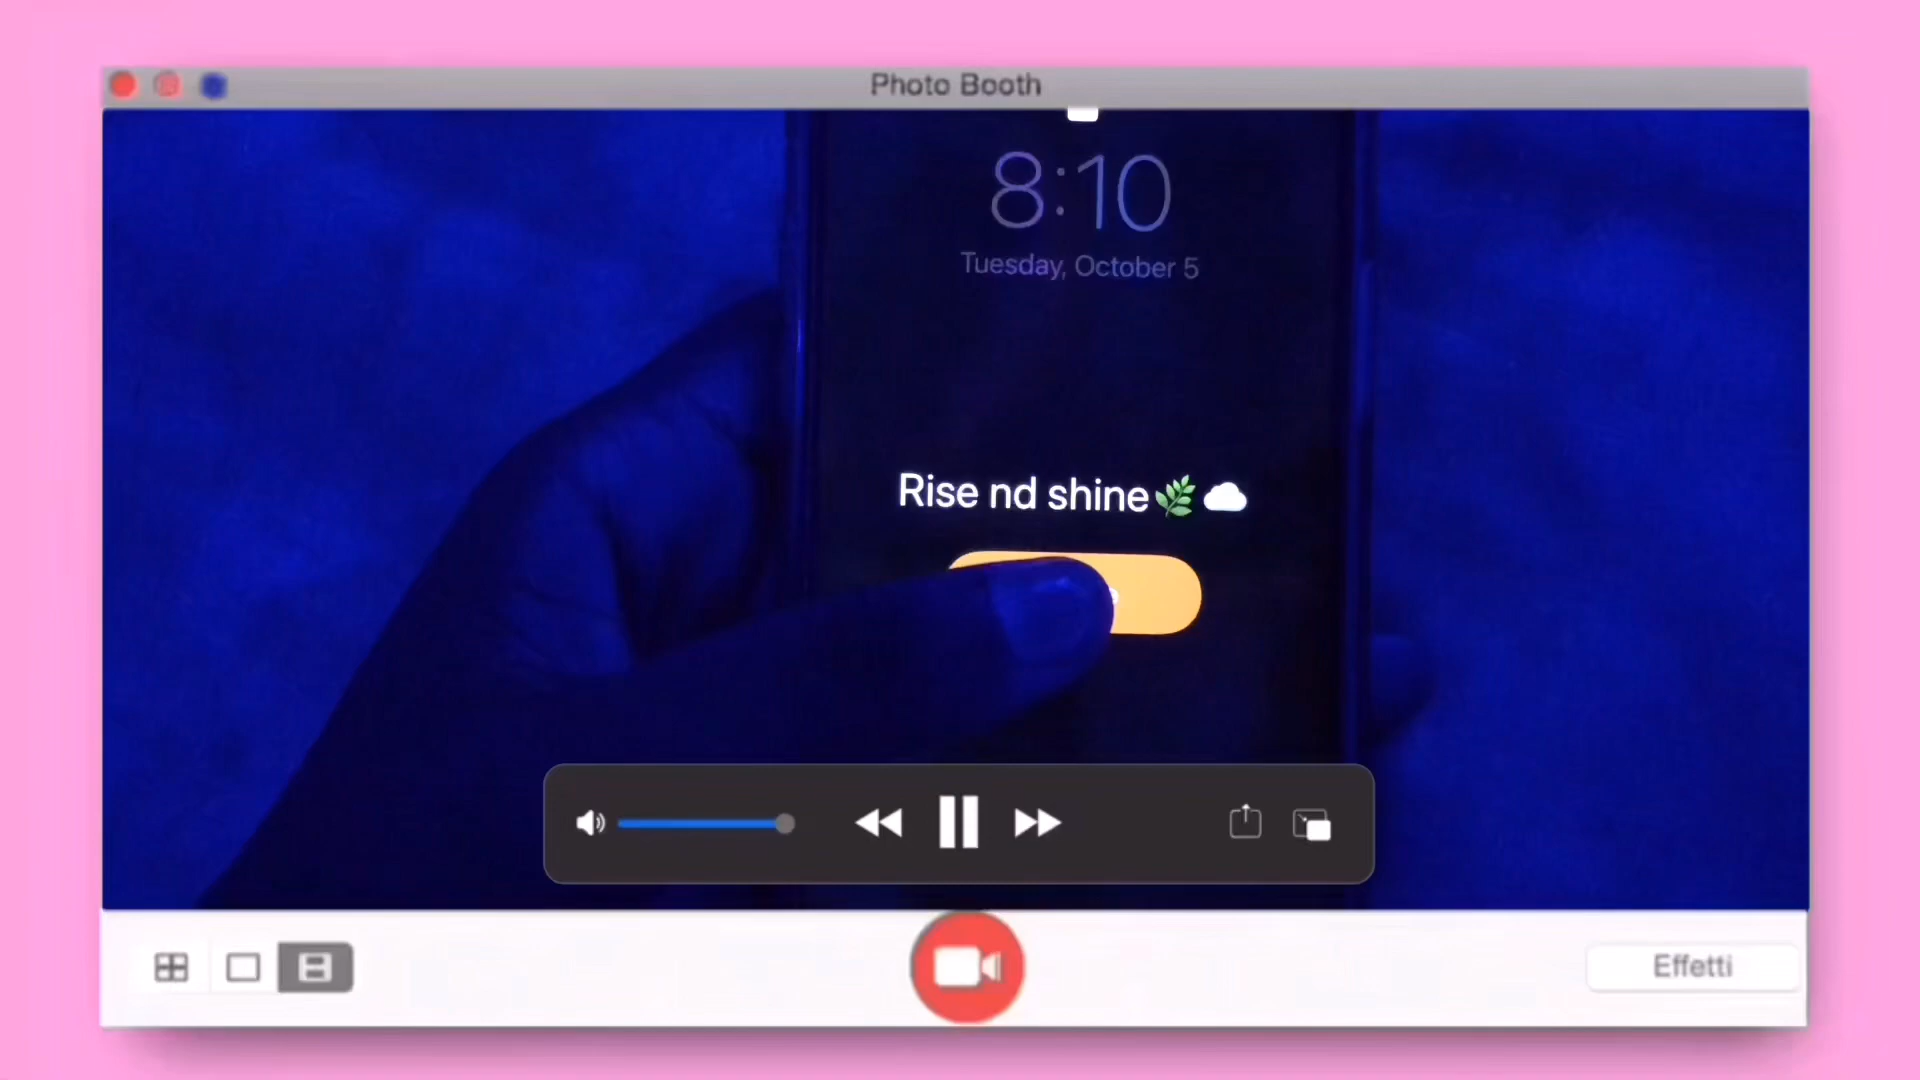 Photo Booth
8:10
Tuesday, October 5
Rise nd shine🌿☁️
Effetti